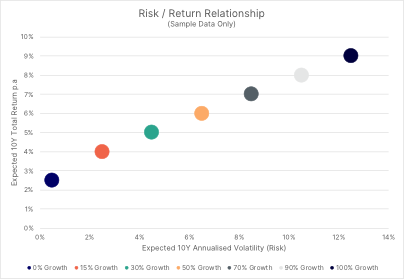 Risk / Return Relationship
(Sample Data Only)
Expected 10Y Total Return p.a
10%
9%
8%
7%
6%
5%
4%
3%
2%
1%
0%
0% 2% 4% 6% 8% 10% 12% 14%
Expected 10Y Annualised Volatility (Risk)
0% Growth 15% Growth 30% Growth 50% Growth 70% Growth 90% Growth 100% Growth